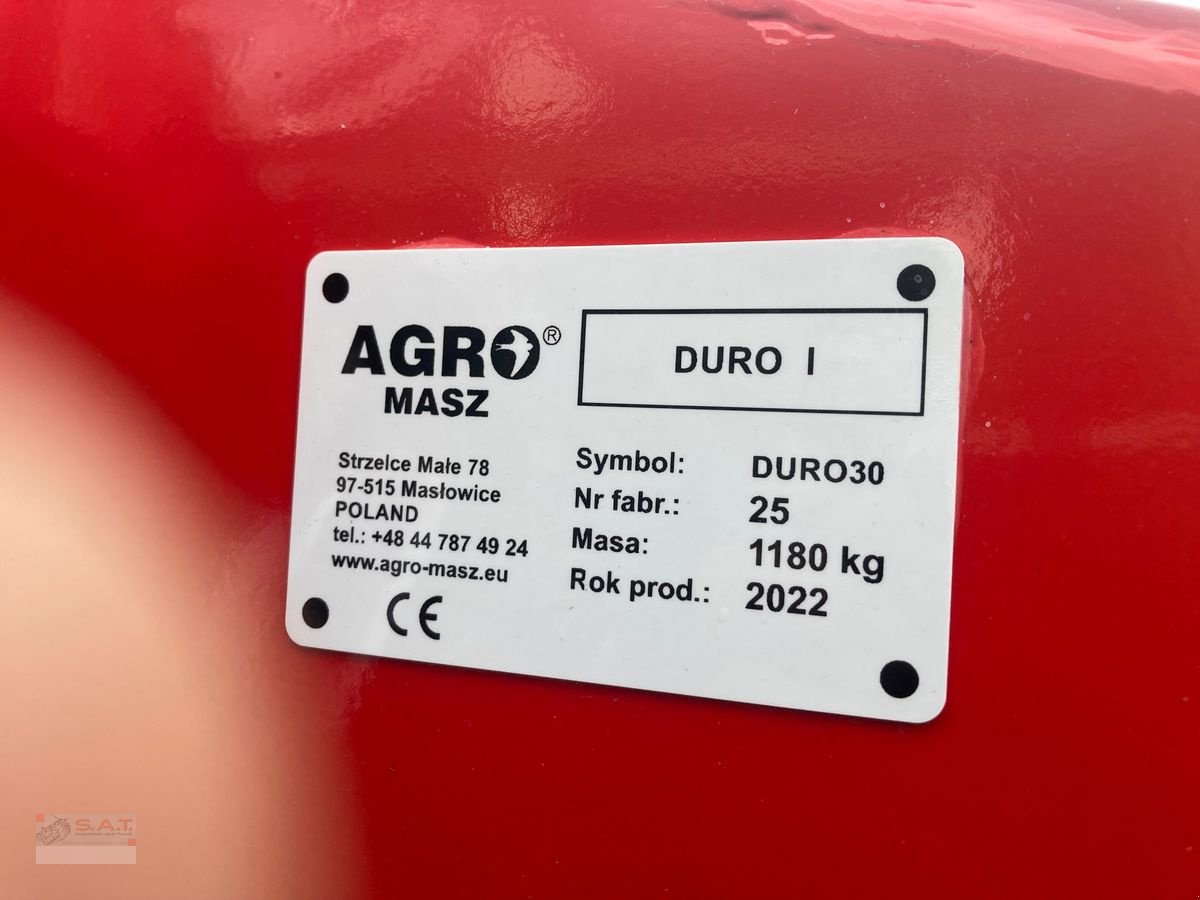 AGRO®
MASZ
DURO I
Strzelce Małe 78
97-515 Masłowice
POLAND
tel.: +48 44 787 49 24
www.agro-masz.eu
CE
Symbol: DURO30
Nr fabr.: 25
Masa: 1180 kg
Rok prod.: 2022
S.A.T.